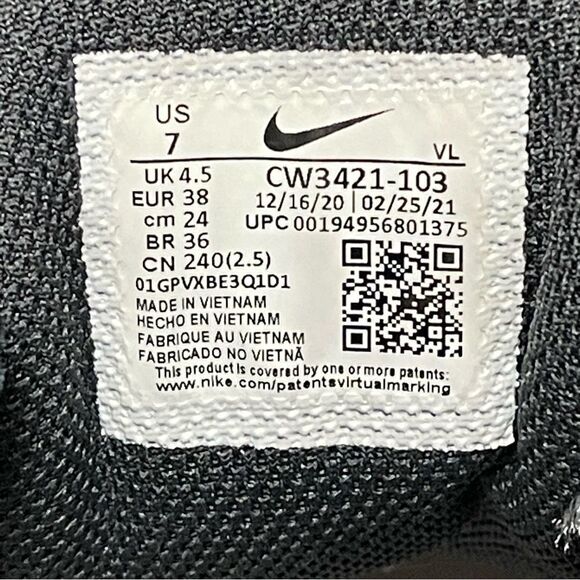 US
7
VL
UK 4.5
EUR 38
cm 24
BR 36
CN 240(2.5)
CW3421-103
12/16/20 | 02/25/21
UPC 00194956801375
01GPVXBE3Q1D1
MADE IN VIETNAM
HECHO EN VIETNAM
FABRIQUE AU VIETNAM
FABRICADO NO VIETNÃ
This product is covered by one or more patents:
www.nike.com/patentsvirtualmarking